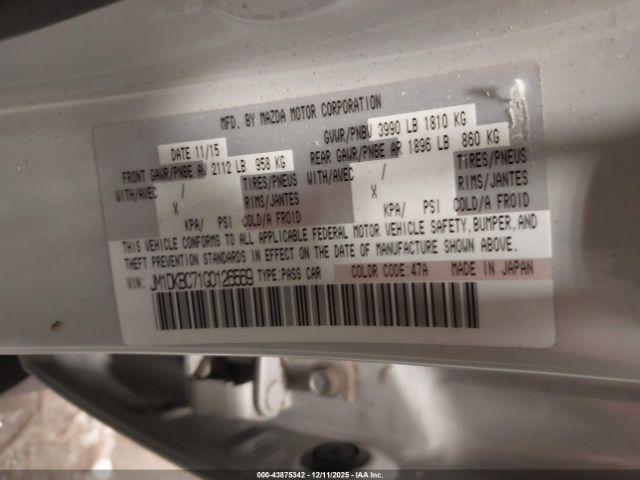 MFD. BY MAZDA MOTOR CORPORATION
DATE 11/15 GVWR/PNBV 3990 LB 1810 KG
FRONT GAWR/PNBE AV 2112 LB 958 KG REAR GAWR/PNBE AR 1896 LB 860 KG
WITH/AVEC / TIRES/PNEUS WITH/AVEC / TIRES/PNEUS
X RIMS/JANTES X RIMS/JANTES
KPA/ PSI COLD/A FROID KPA/ PSI COLD/A FROID
THIS VEHICLE CONFORMS TO ALL APPLICABLE FEDERAL MOTOR VEHICLE SAFETY, BUMPER, AND
THEFT PREVENTION STANDARDS IN EFFECT ON THE DATE OF MANUFACTURE SHOWN ABOVE.
VIN: JM1DKBC71G0126569 TYPE:PASS CAR COLOR CODE:47A MADE IN JAPAN
000-43875342 - 12/11/2025 - IAA Inc.